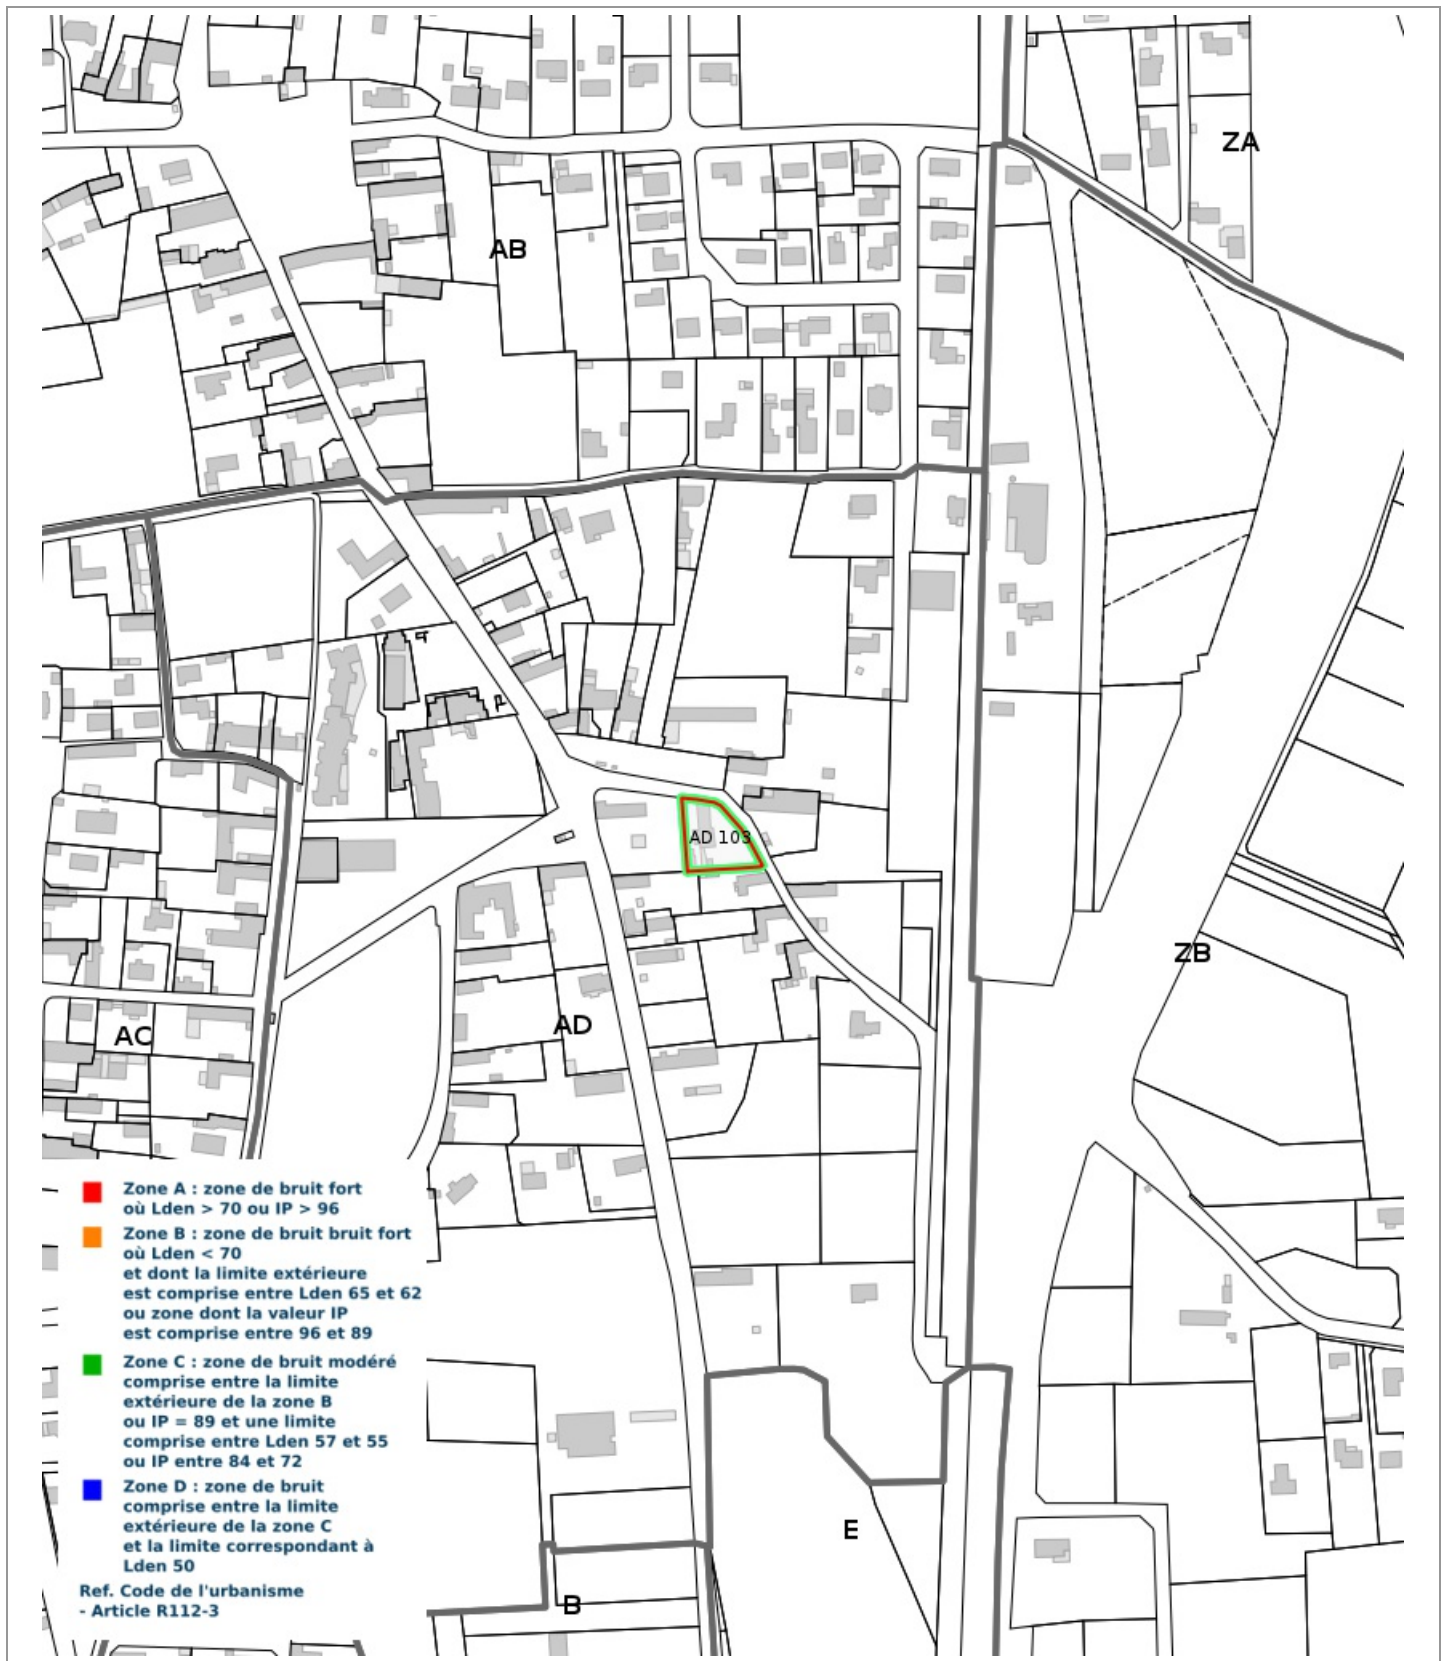 ZA
AB
AD 103
ZB
AD
AC
Zone A : zone de bruit fort
où Lden > 70 ou IP > 96
Zone B : zone de bruit bruit fort
où Lden < 70
et dont la limite extérieure
est comprise entre Lden 65 et 62
ou zone dont la valeur IP
est comprise entre 96 et 89
Zone C : zone de bruit modéré
comprise entre la limite
extérieure de la zone B
ou IP = 89 et une limite
comprise entre Lden 57 et 55
ou IP entre 84 et 72
Zone D : zone de bruit
comprise entre la limite
extérieure de la zone C
et la limite correspondant à
Lden 50
Ref. Code de l'urbanisme
- Article R112-3
E
B